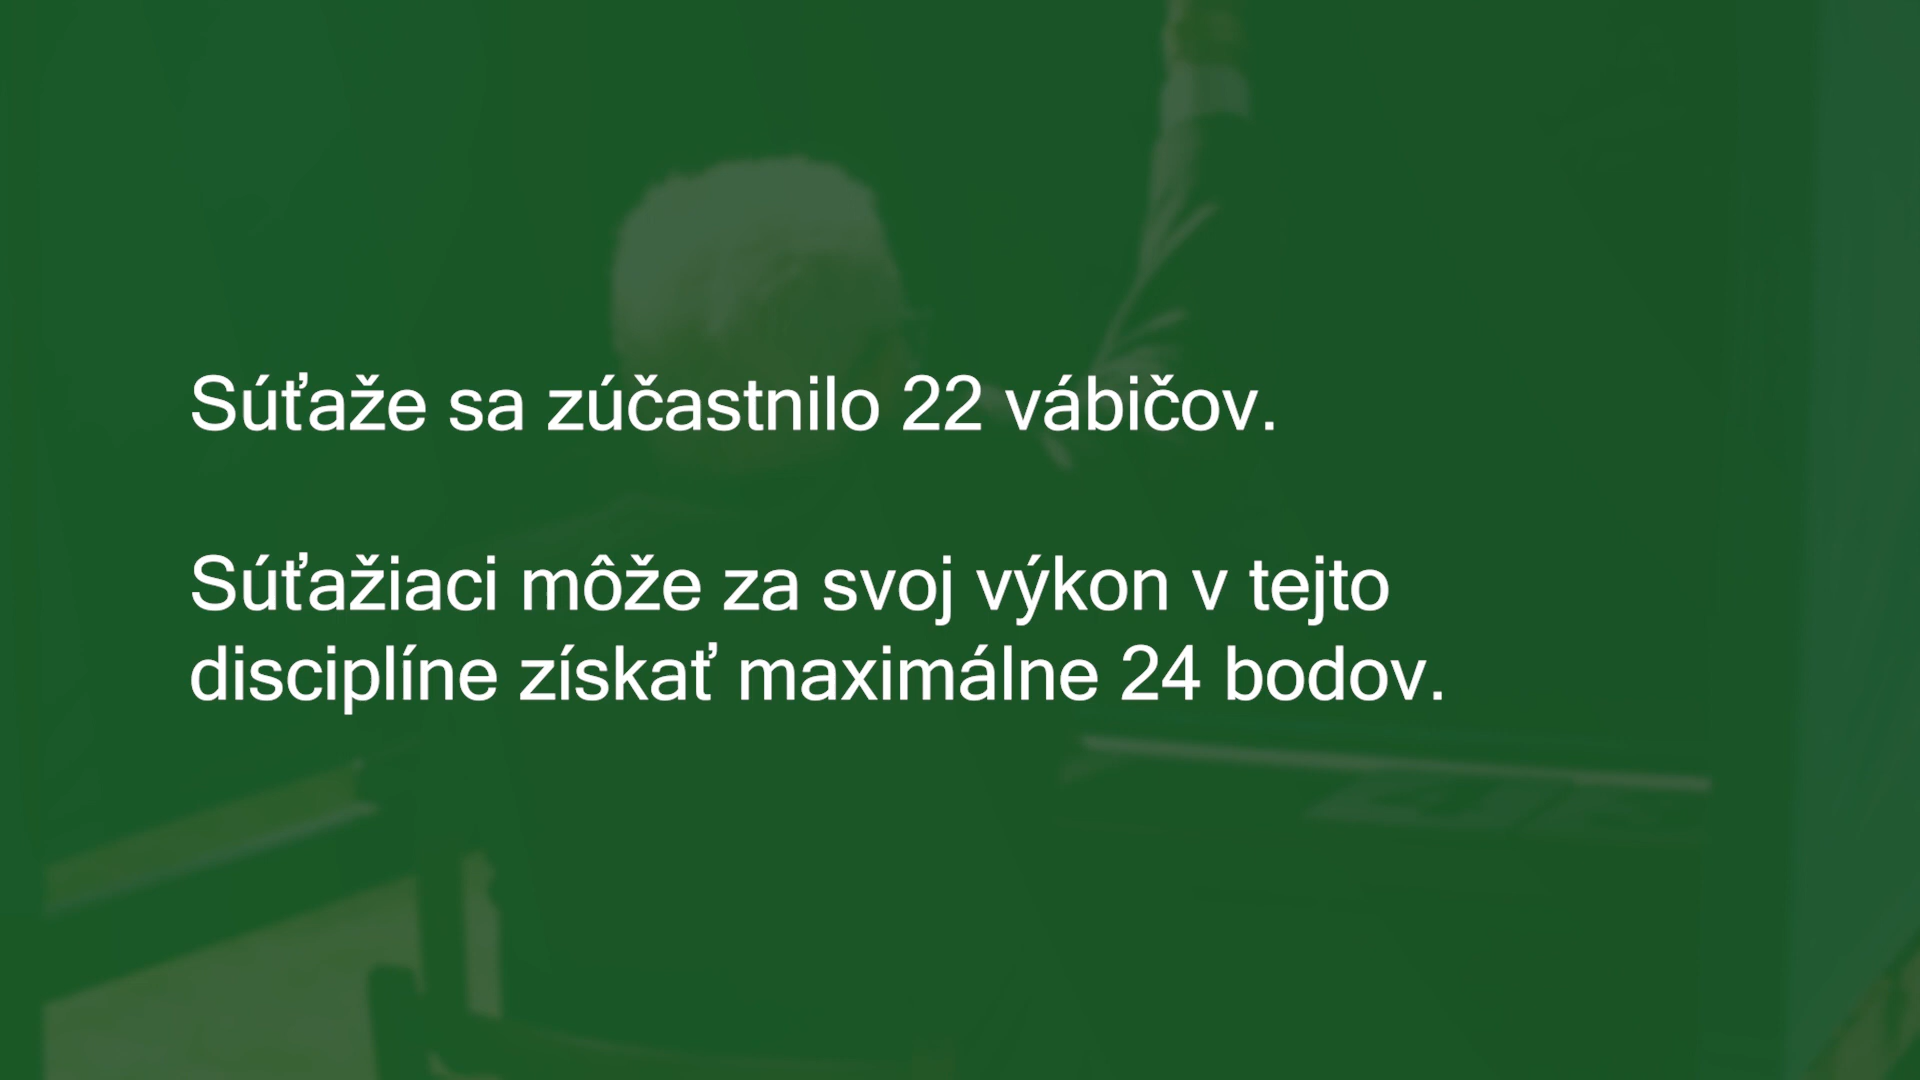 Súťaže sa zúčastnilo 22 vábičov.
Súťažiaci môže za svoj výkon v tejto
disciplíne získať maximálne 24 bodov.